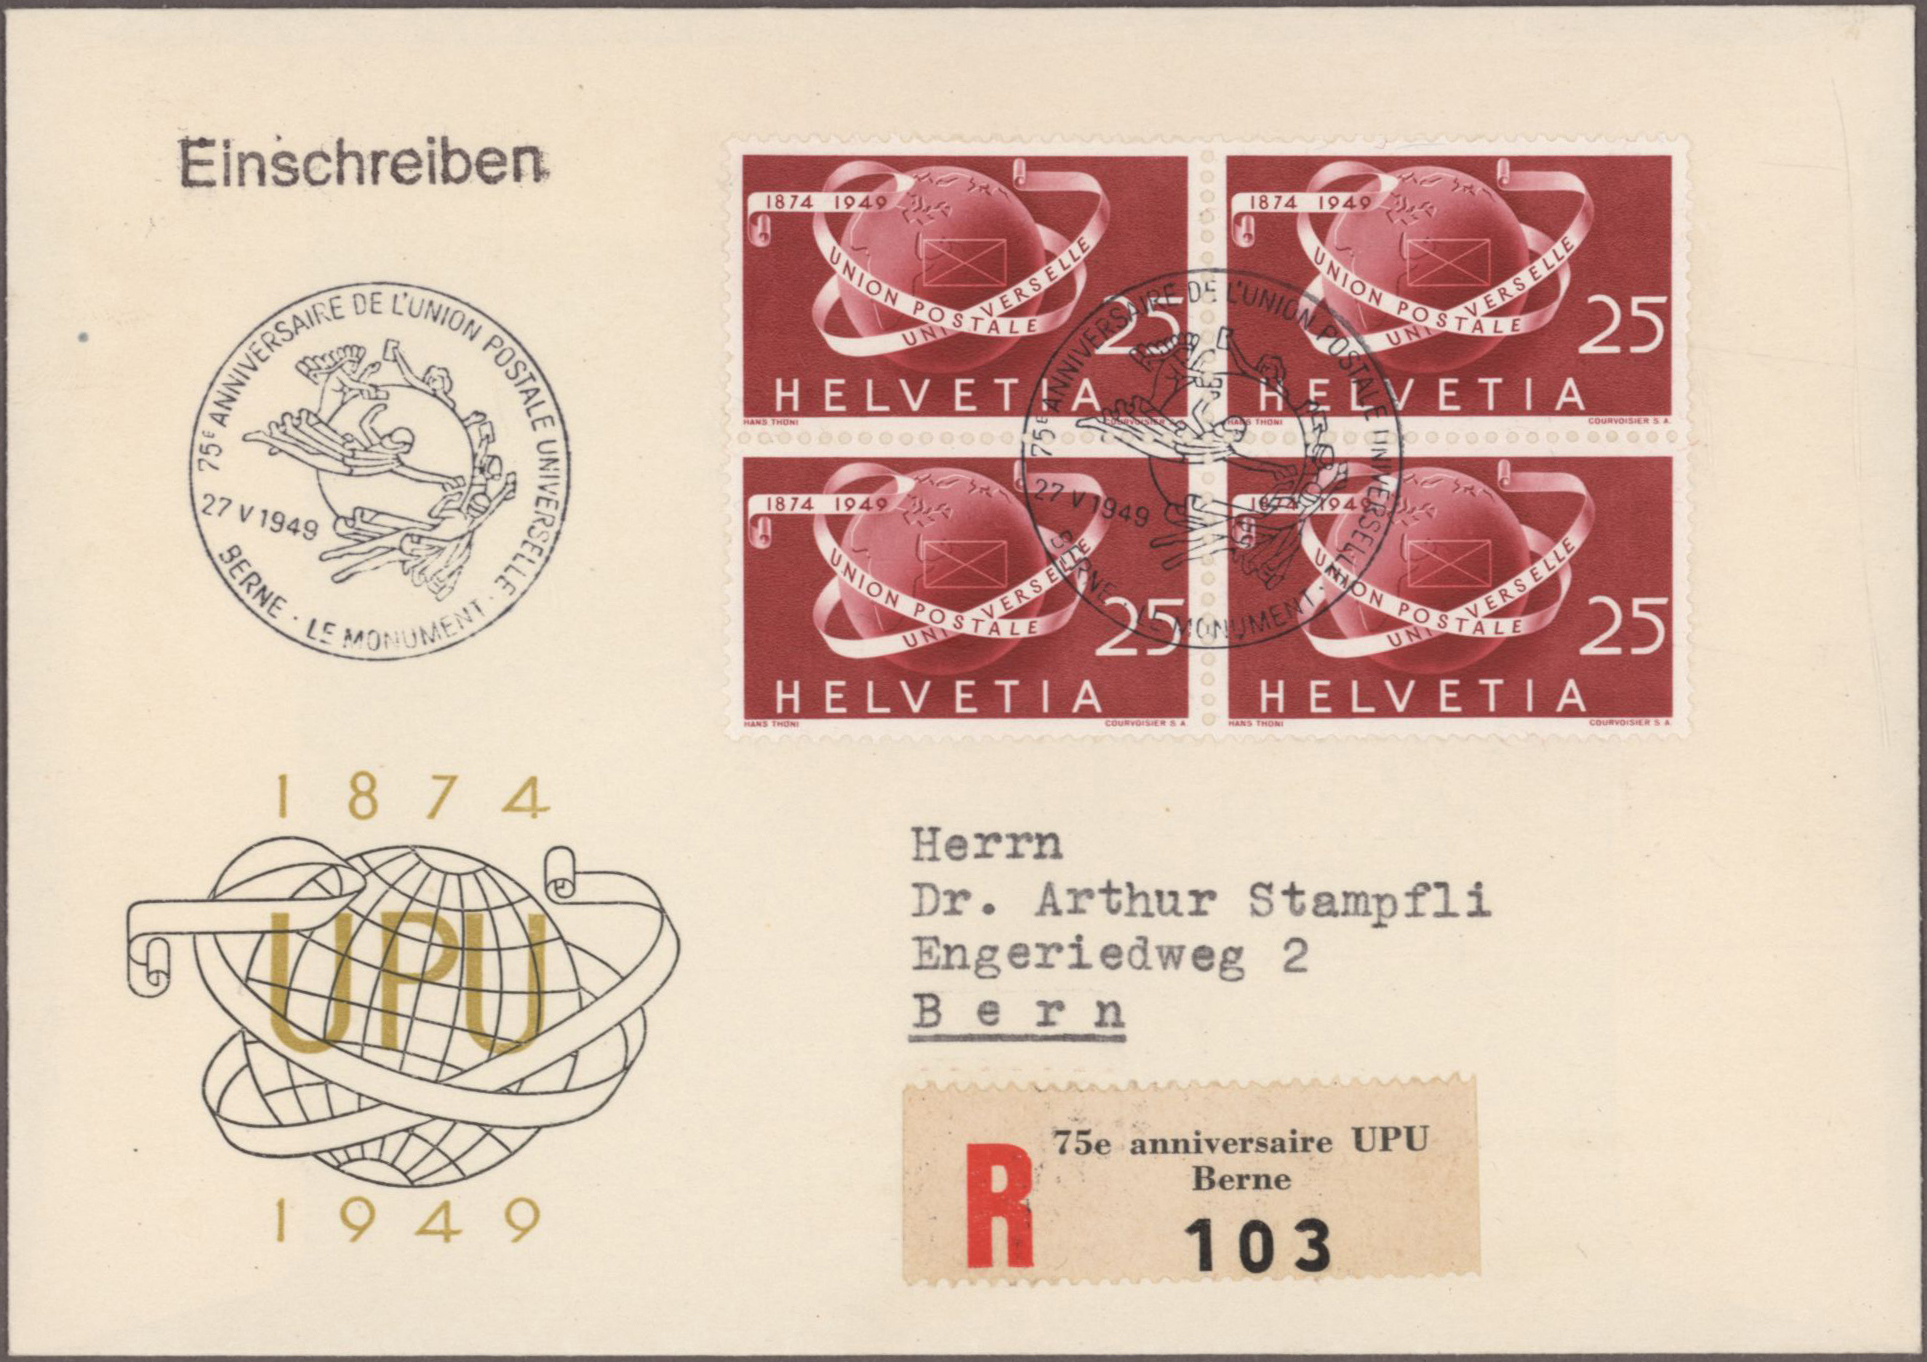 Einschreiben
75E ANNIVERSAIRE DE L'UNION POSTALE UNIVERSELLE
27 V 1949
BERNE · LE MONUMENT ·
1874 1949
UNION POSTALE UNIVERSELLE
25
HELVETIA
HANS THÖNI COURVOISIER S.A.
1874 1949
UNION POSTALE UNIVERSELLE
25
HELVETIA
HANS THÖNI COURVOISIER S.A.
1874 1949
UNION POSTALE UNIVERSELLE
25
HELVETIA
HANS THÖNI COURVOISIER S.A.
1874 1949
UNION POSTALE UNIVERSELLE
25
HELVETIA
HANS THÖNI COURVOISIER S.A.
75E ANNIVERSAIRE DE L'UNION POSTALE UNIVERSELLE
27 V 1949
BERNE · LE MONUMENT ·
1874
UPU
1949
Herrn
Dr. Arthur Stampfli
Engeriedweg 2
Bern
R
75e anniversaire UPU
Berne
103